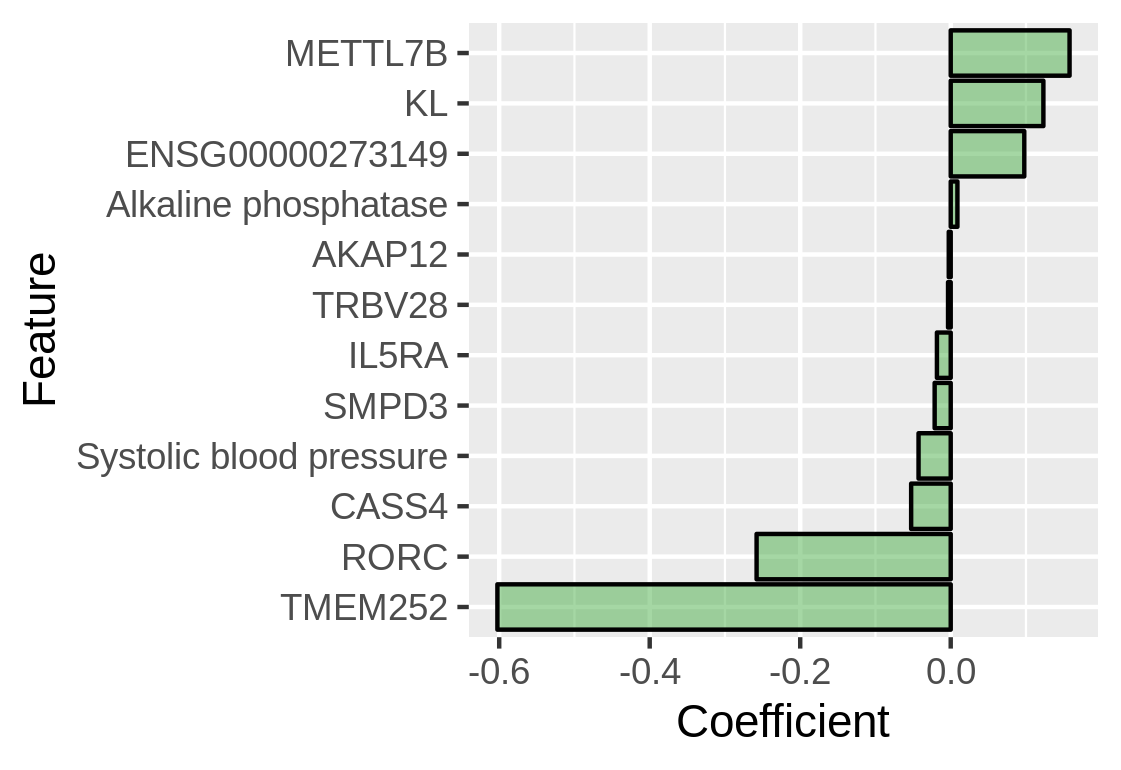 METTL7B
KL
ENSG00000273149
Alkaline phosphatase
AKAP12
TRBV28
IL5RA
SMPD3
Systolic blood pressure
CASS4
RORC
TMEM252
Feature
-0.6 -0.4 -0.2 0.0
Coefficient